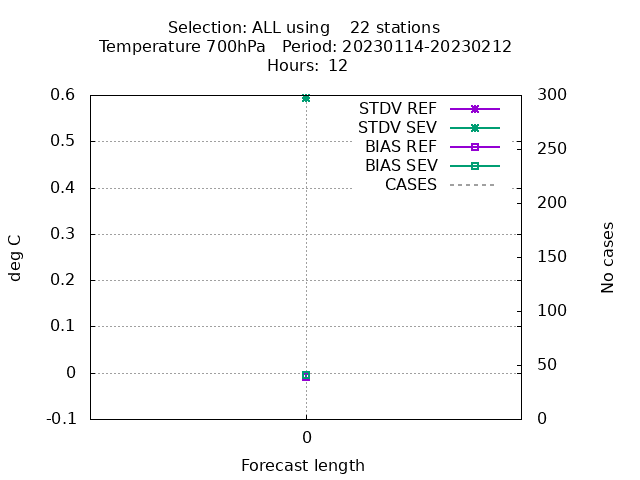 Selection: ALL using    22 stations
Temperature 700hPa   Period: 20230114-20230212
Hours:  12
0.6
0.5
0.4
0.3
0.2
0.1
0
-0.1
deg C
STDV REF
STDV SEV
BIAS REF
BIAS SEV
CASES
300
250
200
150
100
50
0
No cases
0
Forecast length